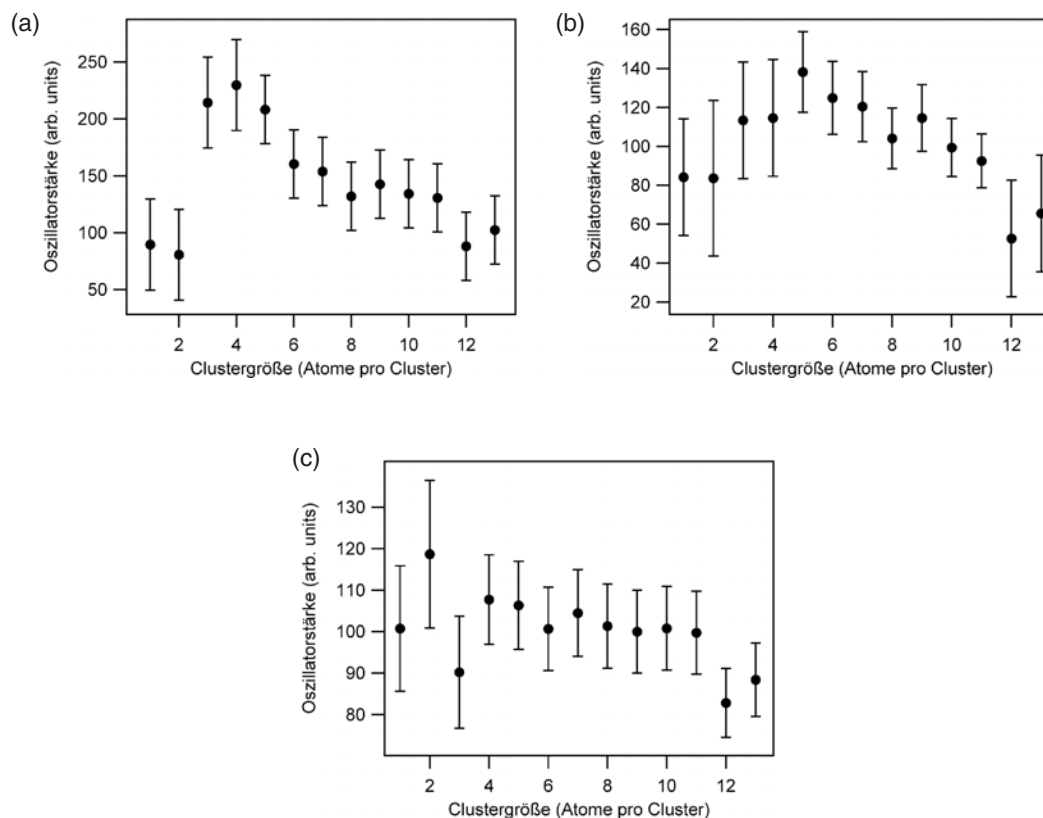 (a)
Oszillatorstärke (arb. units)
250
200
150
100
50
2 4 6 8 10 12
Clustergröße (Atome pro Cluster)
(b)
Oszillatorstärke (arb. units)
160
140
120
100
80
60
40
20
2 4 6 8 10 12
Clustergröße (Atome pro Cluster)
(c)
Oszillatorstärke (arb. units)
130
120
110
100
90
80
2 4 6 8 10 12
Clustergröße (Atome pro Cluster)